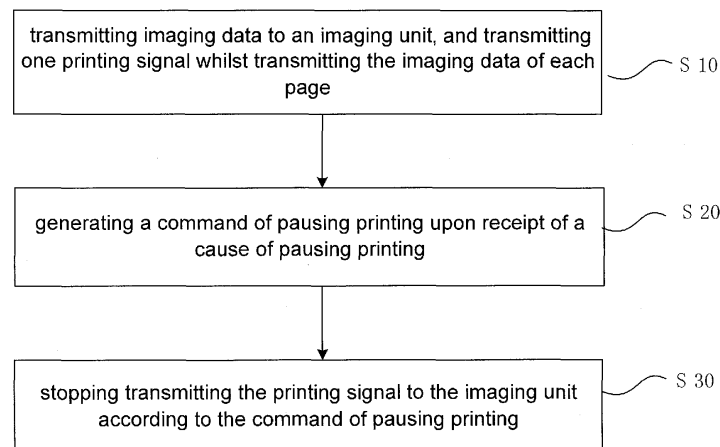 transmitting imaging data to an imaging unit, and transmitting
one printing signal whilst transmitting the imaging data of each
page
S 10
generating a command of pausing printing upon receipt of a
cause of pausing printing
S 20
stopping transmitting the printing signal to the imaging unit
according to the command of pausing printing
S 30